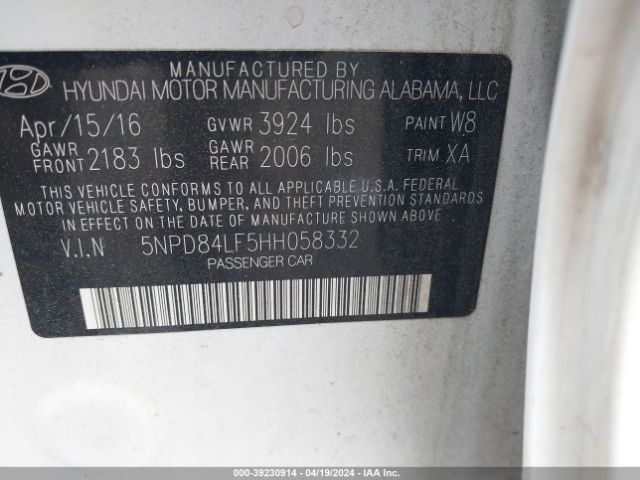 MANUFACTURED BY
HYUNDAI MOTOR MANUFACTURING ALABAMA, LLC
Apr/15/16 GVWR 3924 lbs PAINT W8
GAWR FRONT 2183 lbs GAWR REAR 2006 lbs TRIM XA
THIS VEHICLE CONFORMS TO ALL APPLICABLE U.S.A. FEDERAL
MOTOR VEHICLE SAFETY, BUMPER, AND THEFT PREVENTION STANDARDS
IN EFFECT ON THE DATE OF MANUFACTURE SHOWN ABOVE
V.I.N 5NPD84LF5HH058332
PASSENGER CAR
000-39230914 - 04/19/2024 - IAA Inc.